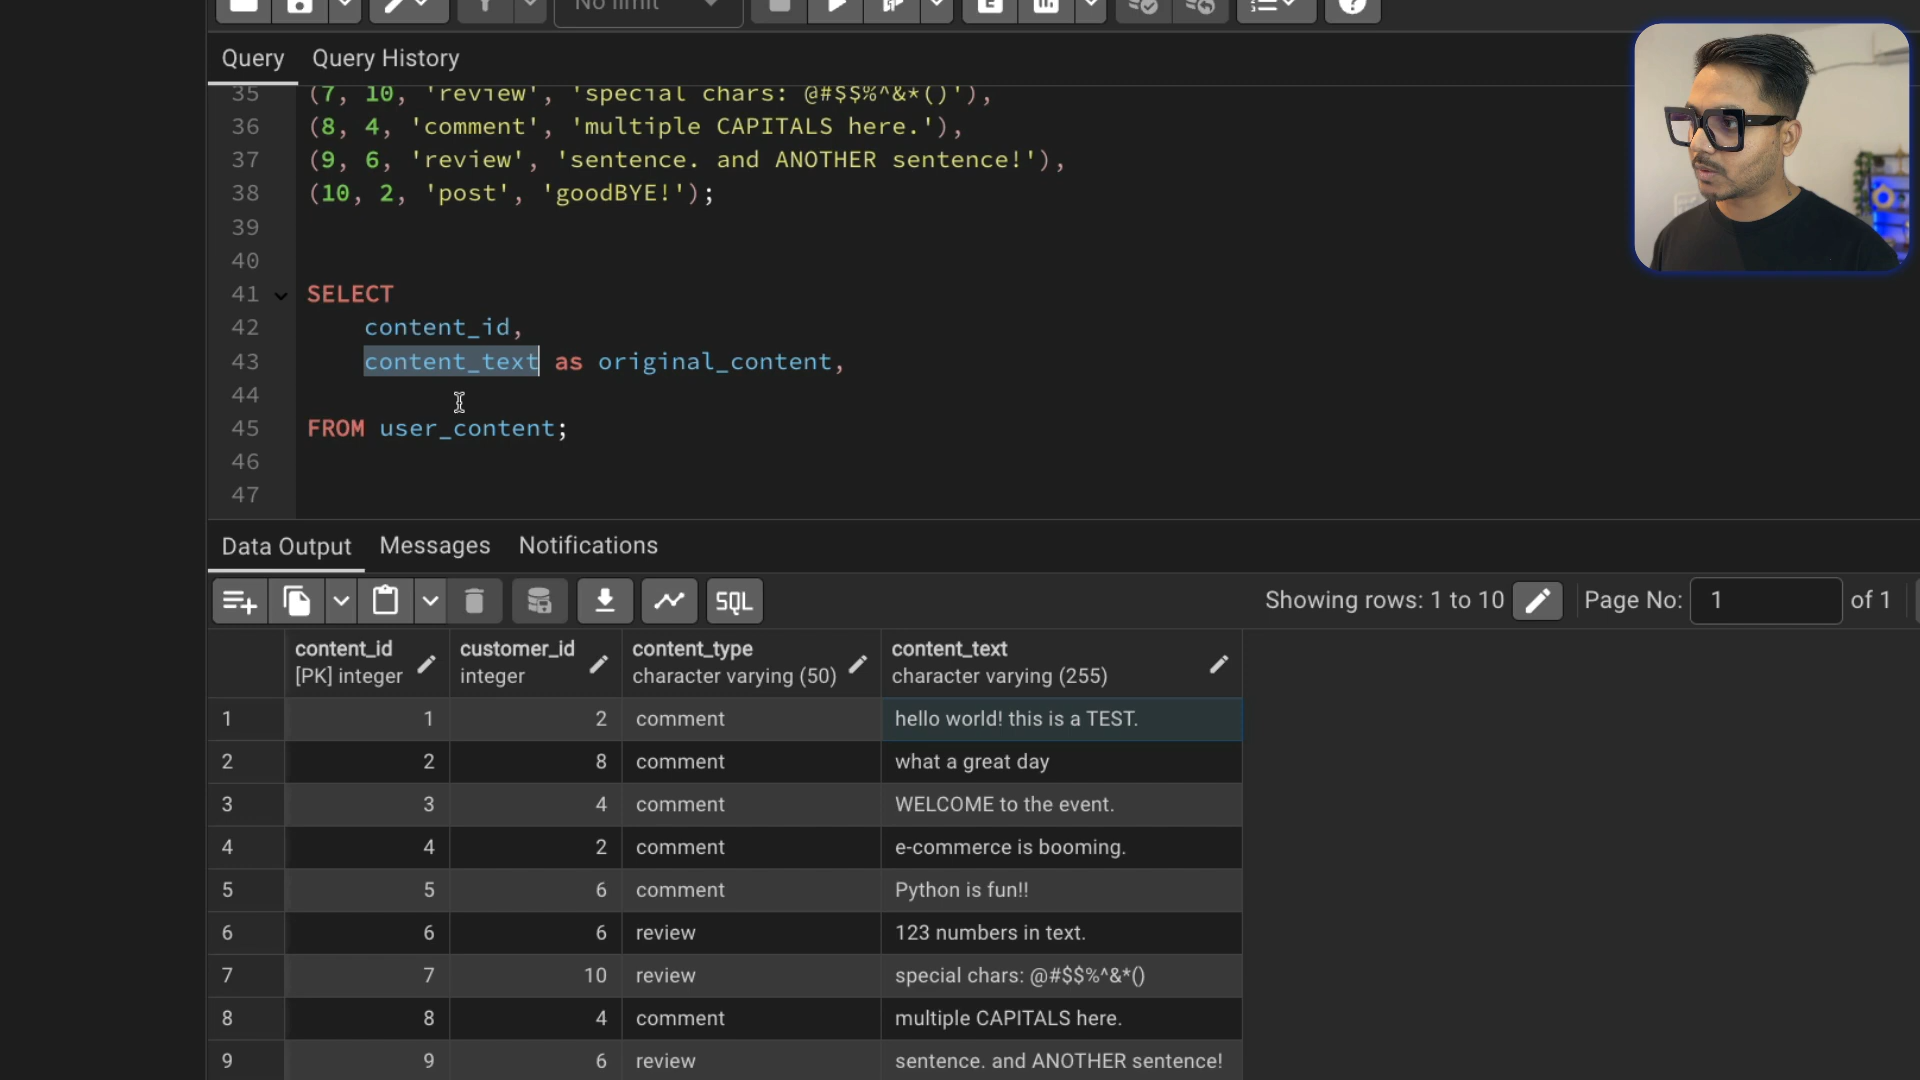 No limit
Query Query History
35 (7, 10, 'review', 'special chars: @#$$%^&*()'),
36 (8, 4, 'comment', 'multiple CAPITALS here.'),
37 (9, 6, 'review', 'sentence. and ANOTHER sentence!'),
38 (10, 2, 'post', 'goodBYE!');
39
40
41 SELECT
42 content_id,
43 content_text as original_content,
44
45 FROM user_content;
46
47
Data Output Messages Notifications
SQL Showing rows: 1 to 10 Page No: 1 of 1
content_id customer_id content_type content_text
[PK] integer integer character varying (50) character varying (255)
1 1 2 comment hello world! this is a TEST.
2 2 8 comment what a great day
3 3 4 comment WELCOME to the event.
4 4 2 comment e-commerce is booming.
5 5 6 comment Python is fun!!
6 6 6 review 123 numbers in text.
7 7 10 review special chars: @#$$%^&*()
8 8 4 comment multiple CAPITALS here.
9 9 6 review sentence. and ANOTHER sentence!